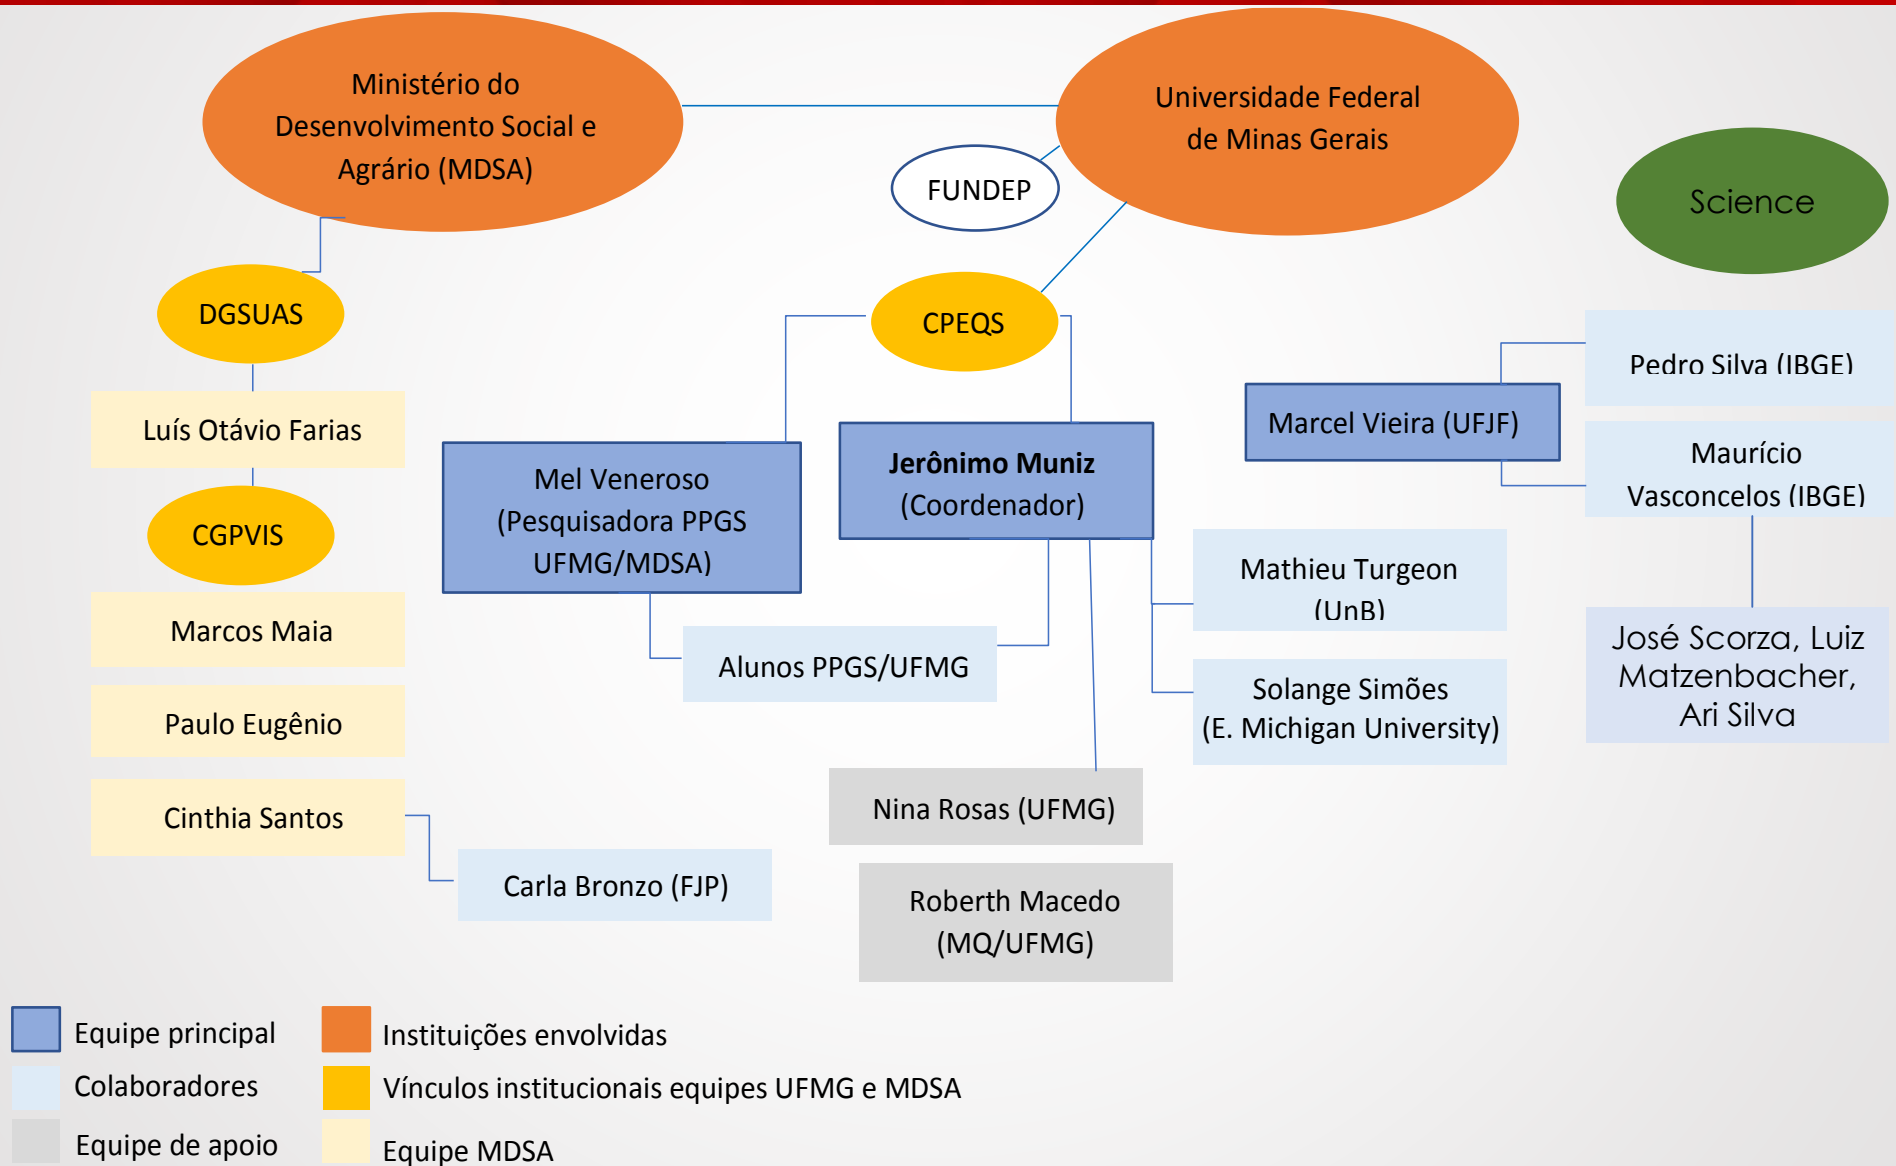 Ministério do
Desenvolvimento Social e
Agrário (MDSA)
Universidade Federal
de Minas Gerais
FUNDEP
Science
DGSUAS
CPEQS
Pedro Silva (IBGE)
Luís Otávio Farias
Marcel Vieira (UFJF)
Jerônimo Muniz
(Coordenador)
Mel Veneroso
(Pesquisadora PPGS
UFMG/MDSA)
Maurício
Vasconcelos (IBGE)
CGPVIS
Mathieu Turgeon
(UnB)
Marcos Maia
Alunos PPGS/UFMG
José Scorza, Luiz
Matzenbacher,
Ari Silva
Solange Simões
(E. Michigan University)
Paulo Eugênio
Cinthia Santos
Nina Rosas (UFMG)
Carla Bronzo (FJP)
Roberth Macedo
(MQ/UFMG)
Equipe principal
Instituições envolvidas
Colaboradores
Vínculos institucionais equipes UFMG e MDSA
Equipe de apoio
Equipe MDSA